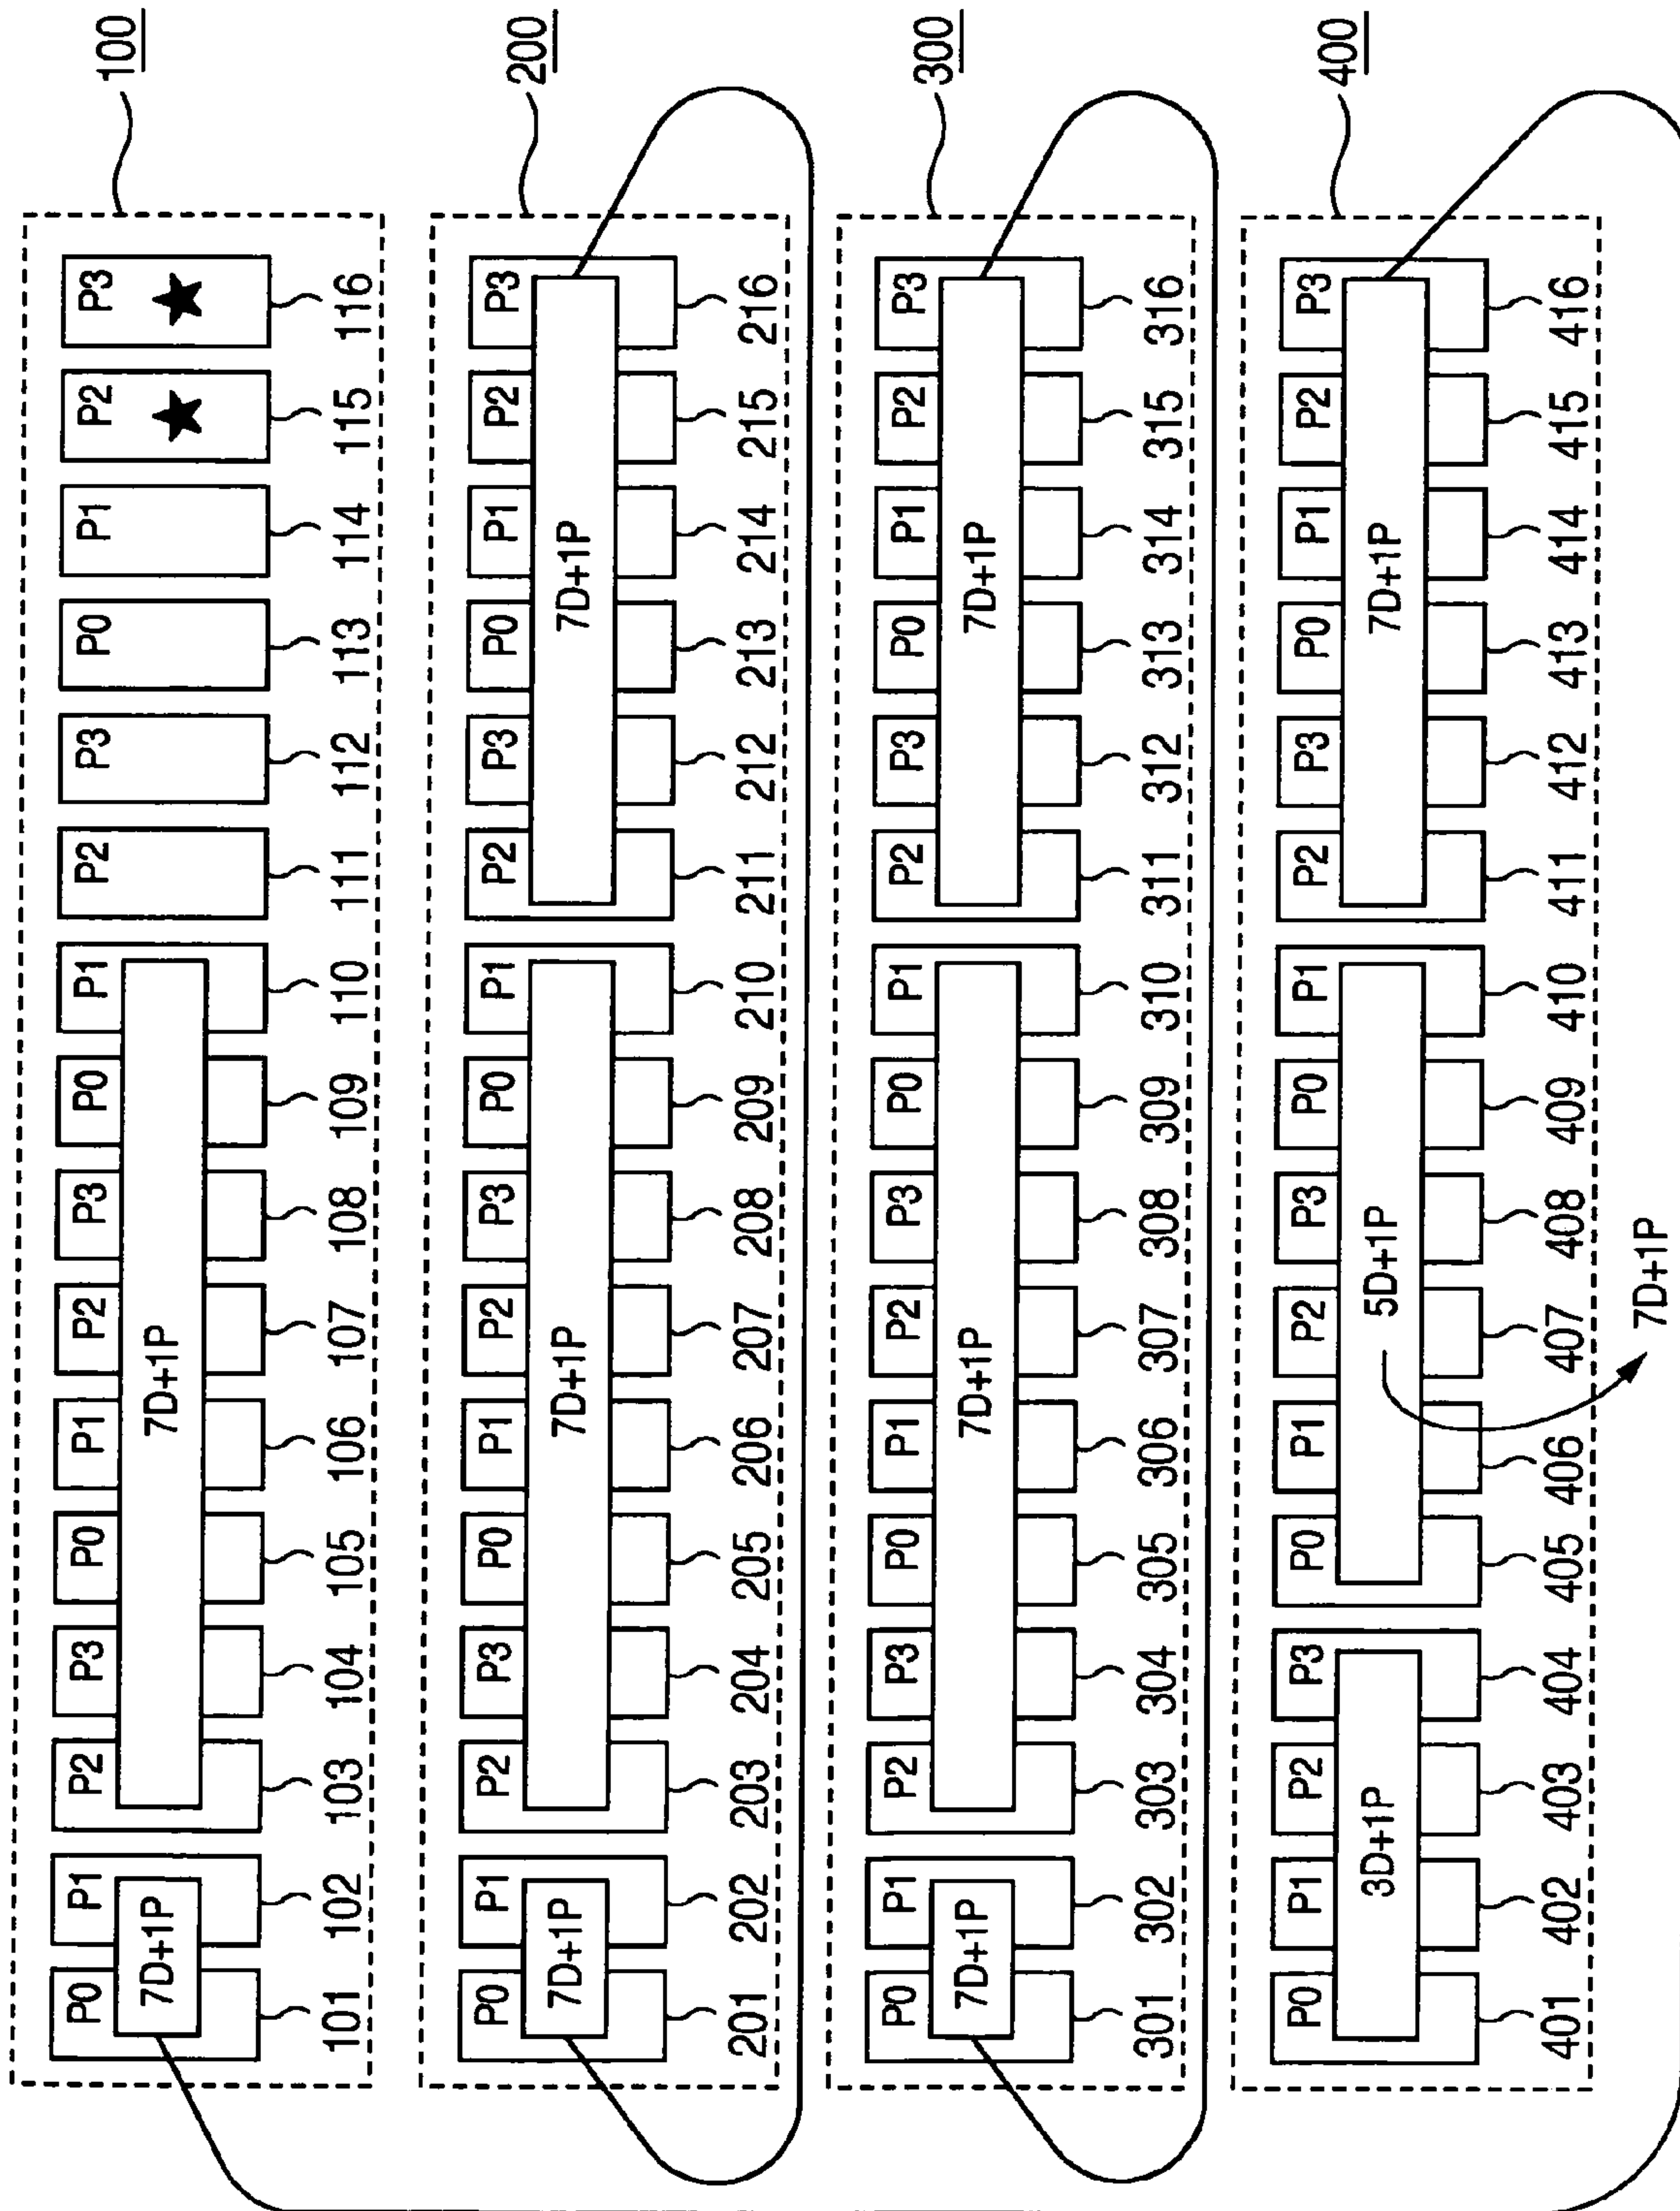 100
P0 P1 P2 P3 P0 P1 P2 P3 P0 P1 P2 P3 P0 P1 P2 P3
7D+1P 7D+1P
★ ★
101 102 103 104 105 106 107 108 109 110 111 112 113 114 115 116
200
P0 P1 P2 P3 P0 P1 P2 P3 P0 P1 P2 P3 P0 P1 P2 P3
7D+1P 7D+1P 7D+1P
201 202 203 204 205 206 207 208 209 210 211 212 213 214 215 216
300
P0 P1 P2 P3 P0 P1 P2 P3 P0 P1 P2 P3 P0 P1 P2 P3
7D+1P 7D+1P 7D+1P
301 302 303 304 305 306 307 308 309 310 311 312 313 314 315 316
400
P0 P1 P2 P3 P0 P1 P2 P3 P0 P1 P2 P3 P0 P1 P2 P3
3D+1P 5D+1P 7D+1P
401 402 403 404 405 406 407 408 409 410 411 412 413 414 415 416
7D+1P